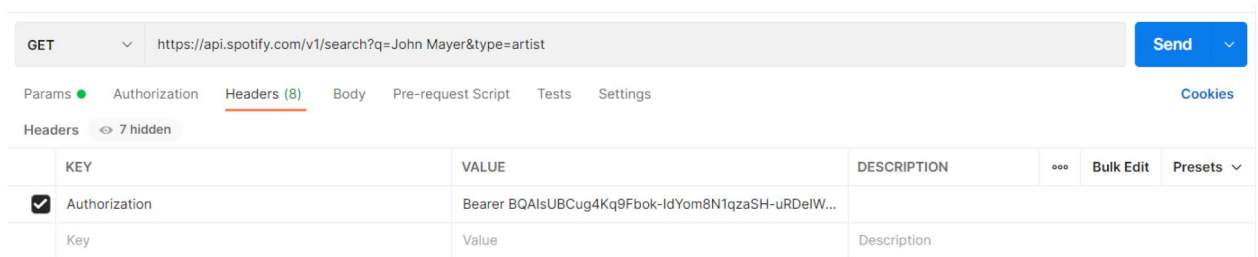 GET https://api.spotify.com/v1/search?q=John Mayer&type=artist Send
Params Authorization Headers (8) Body Pre-request Script Tests Settings Cookies
Headers 7 hidden
KEY VALUE DESCRIPTION ooo Bulk Edit Presets
Authorization Bearer BQAIsUBCug4Kq9Fbok-IdYom8N1qzaSH-uRDeIW...
Key Value Description